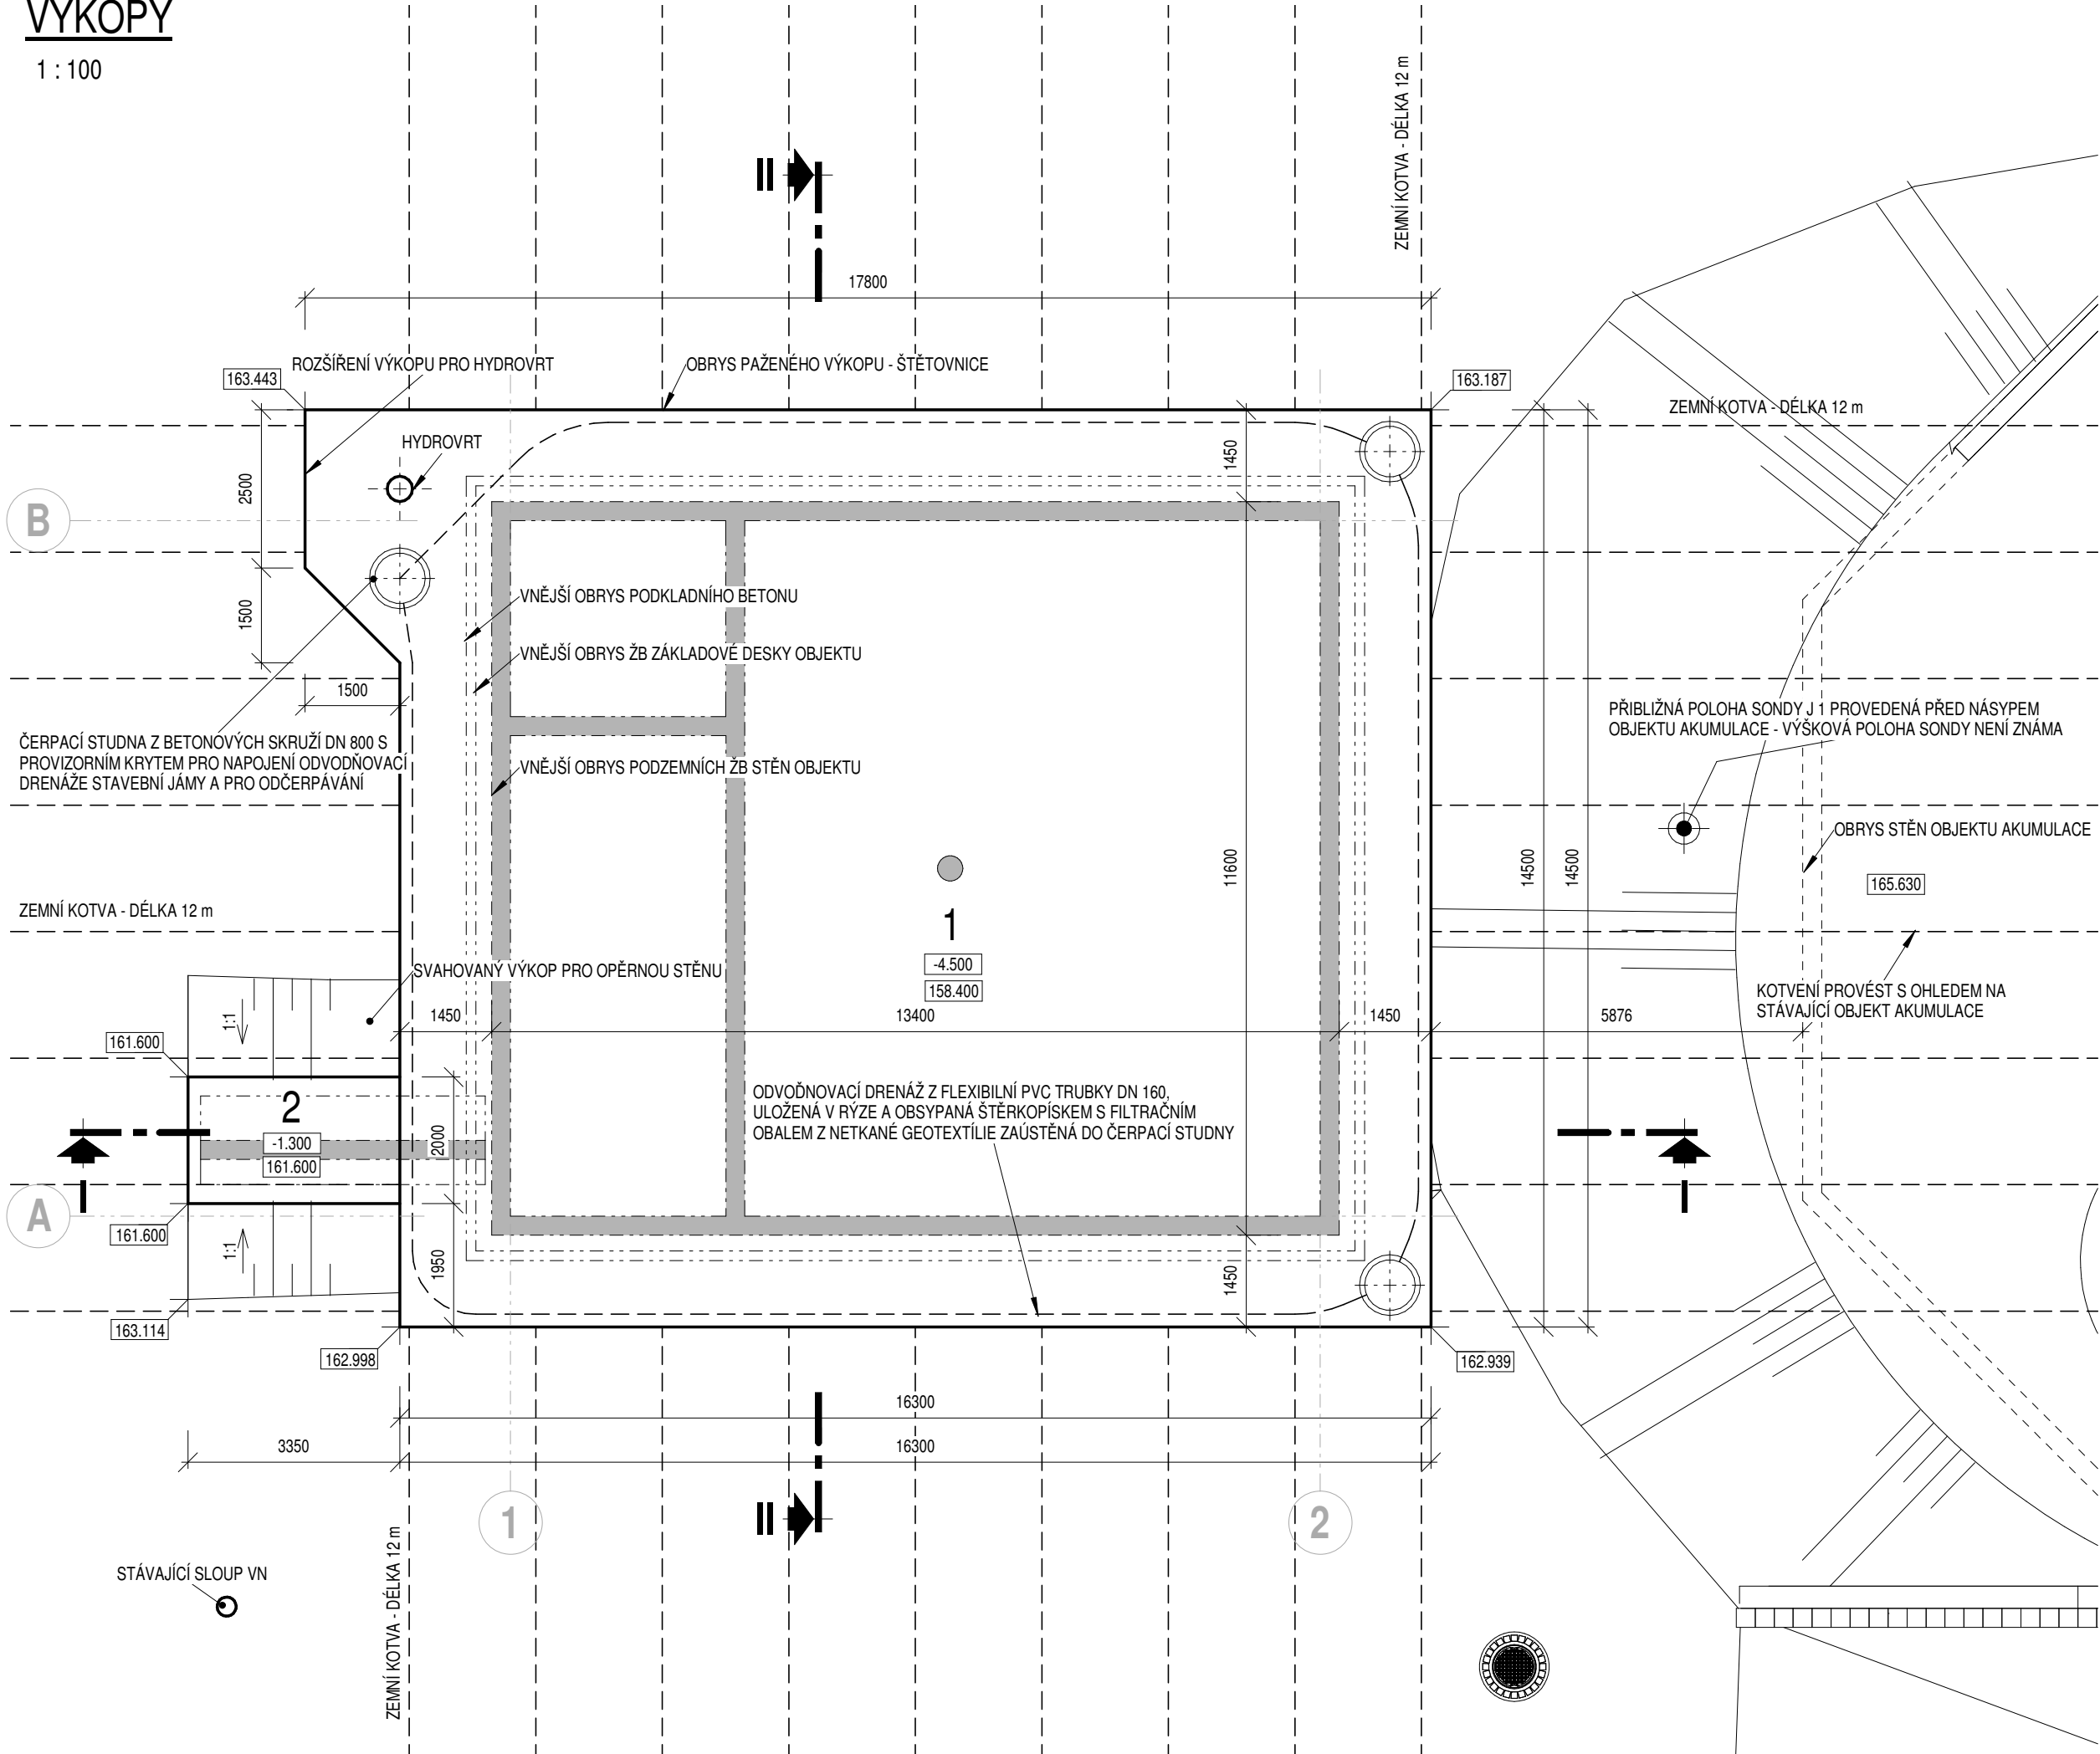 VÝKOPY
1 : 100
ZEMNÍ KOTVA - DÉLKA 12 m
II
17800
ROZŠÍŘENÍ VÝKOPU PRO HYDROVRT
OBRYS PAŽENÉHO VÝKOPU - ŠTĚTOVNICE
163.443
163.187
ZEMNÍ KOTVA - DÉLKA 12 m
HYDROVRT
1450
2500
B
VNĚJŠÍ OBRYS PODKLADNÍHO BETONU
1500
VNĚJŠÍ OBRYS ŽB ZÁKLADOVÉ DESKY OBJEKTU
1500
PŘIBLIŽNÁ POLOHA SONDY J 1 PROVEDENÁ PŘED NÁSYPEM
OBJEKTU AKUMULACE - VÝŠKOVÁ POLOHA SONDY NENÍ ZNÁMA
ČERPACÍ STUDNA Z BETONOVÝCH SKRUŽÍ DN 800 S
PROVIZORNÍM KRYTEM PRO NAPOJENÍ ODVODŇOVACÍ
DRENÁŽE STAVEBNÍ JÁMY A PRO ODČERPÁVÁNÍ
VNĚJŠÍ OBRYS PODZEMNÍCH ŽB STĚN OBJEKTU
OBRYS STĚN OBJEKTU AKUMULACE
11600
14500
14500
165.630
ZEMNÍ KOTVA - DÉLKA 12 m
1
-4.500
158.400
SVAHOVANÝ VÝKOP PRO OPĚRNOU STĚNU
KOTVENÍ PROVÉST S OHLEDEM NA
STÁVAJÍCÍ OBJEKT AKUMULACE
1450
13400
1450
5876
1:1
161.600
2
-1.300
161.600
2000
ODVODŇOVACÍ DRENÁŽ Z FLEXIBILNÍ PVC TRUBKY DN 160,
ULOŽENÁ V RÝZE A OBSYPANÁ ŠTĚRKOPÍSKEM S FILTRAČNÍM
OBALEM Z NETKANÉ GEOTEXTÍLIE ZAÚSTĚNÁ DO ČERPACÍ STUDNY
A
161.600
1:1
1950
1450
163.114
162.998
162.939
16300
3350
16300
1
II
2
STÁVAJÍCÍ SLOUP VN
ZEMNÍ KOTVA - DÉLKA 12 m